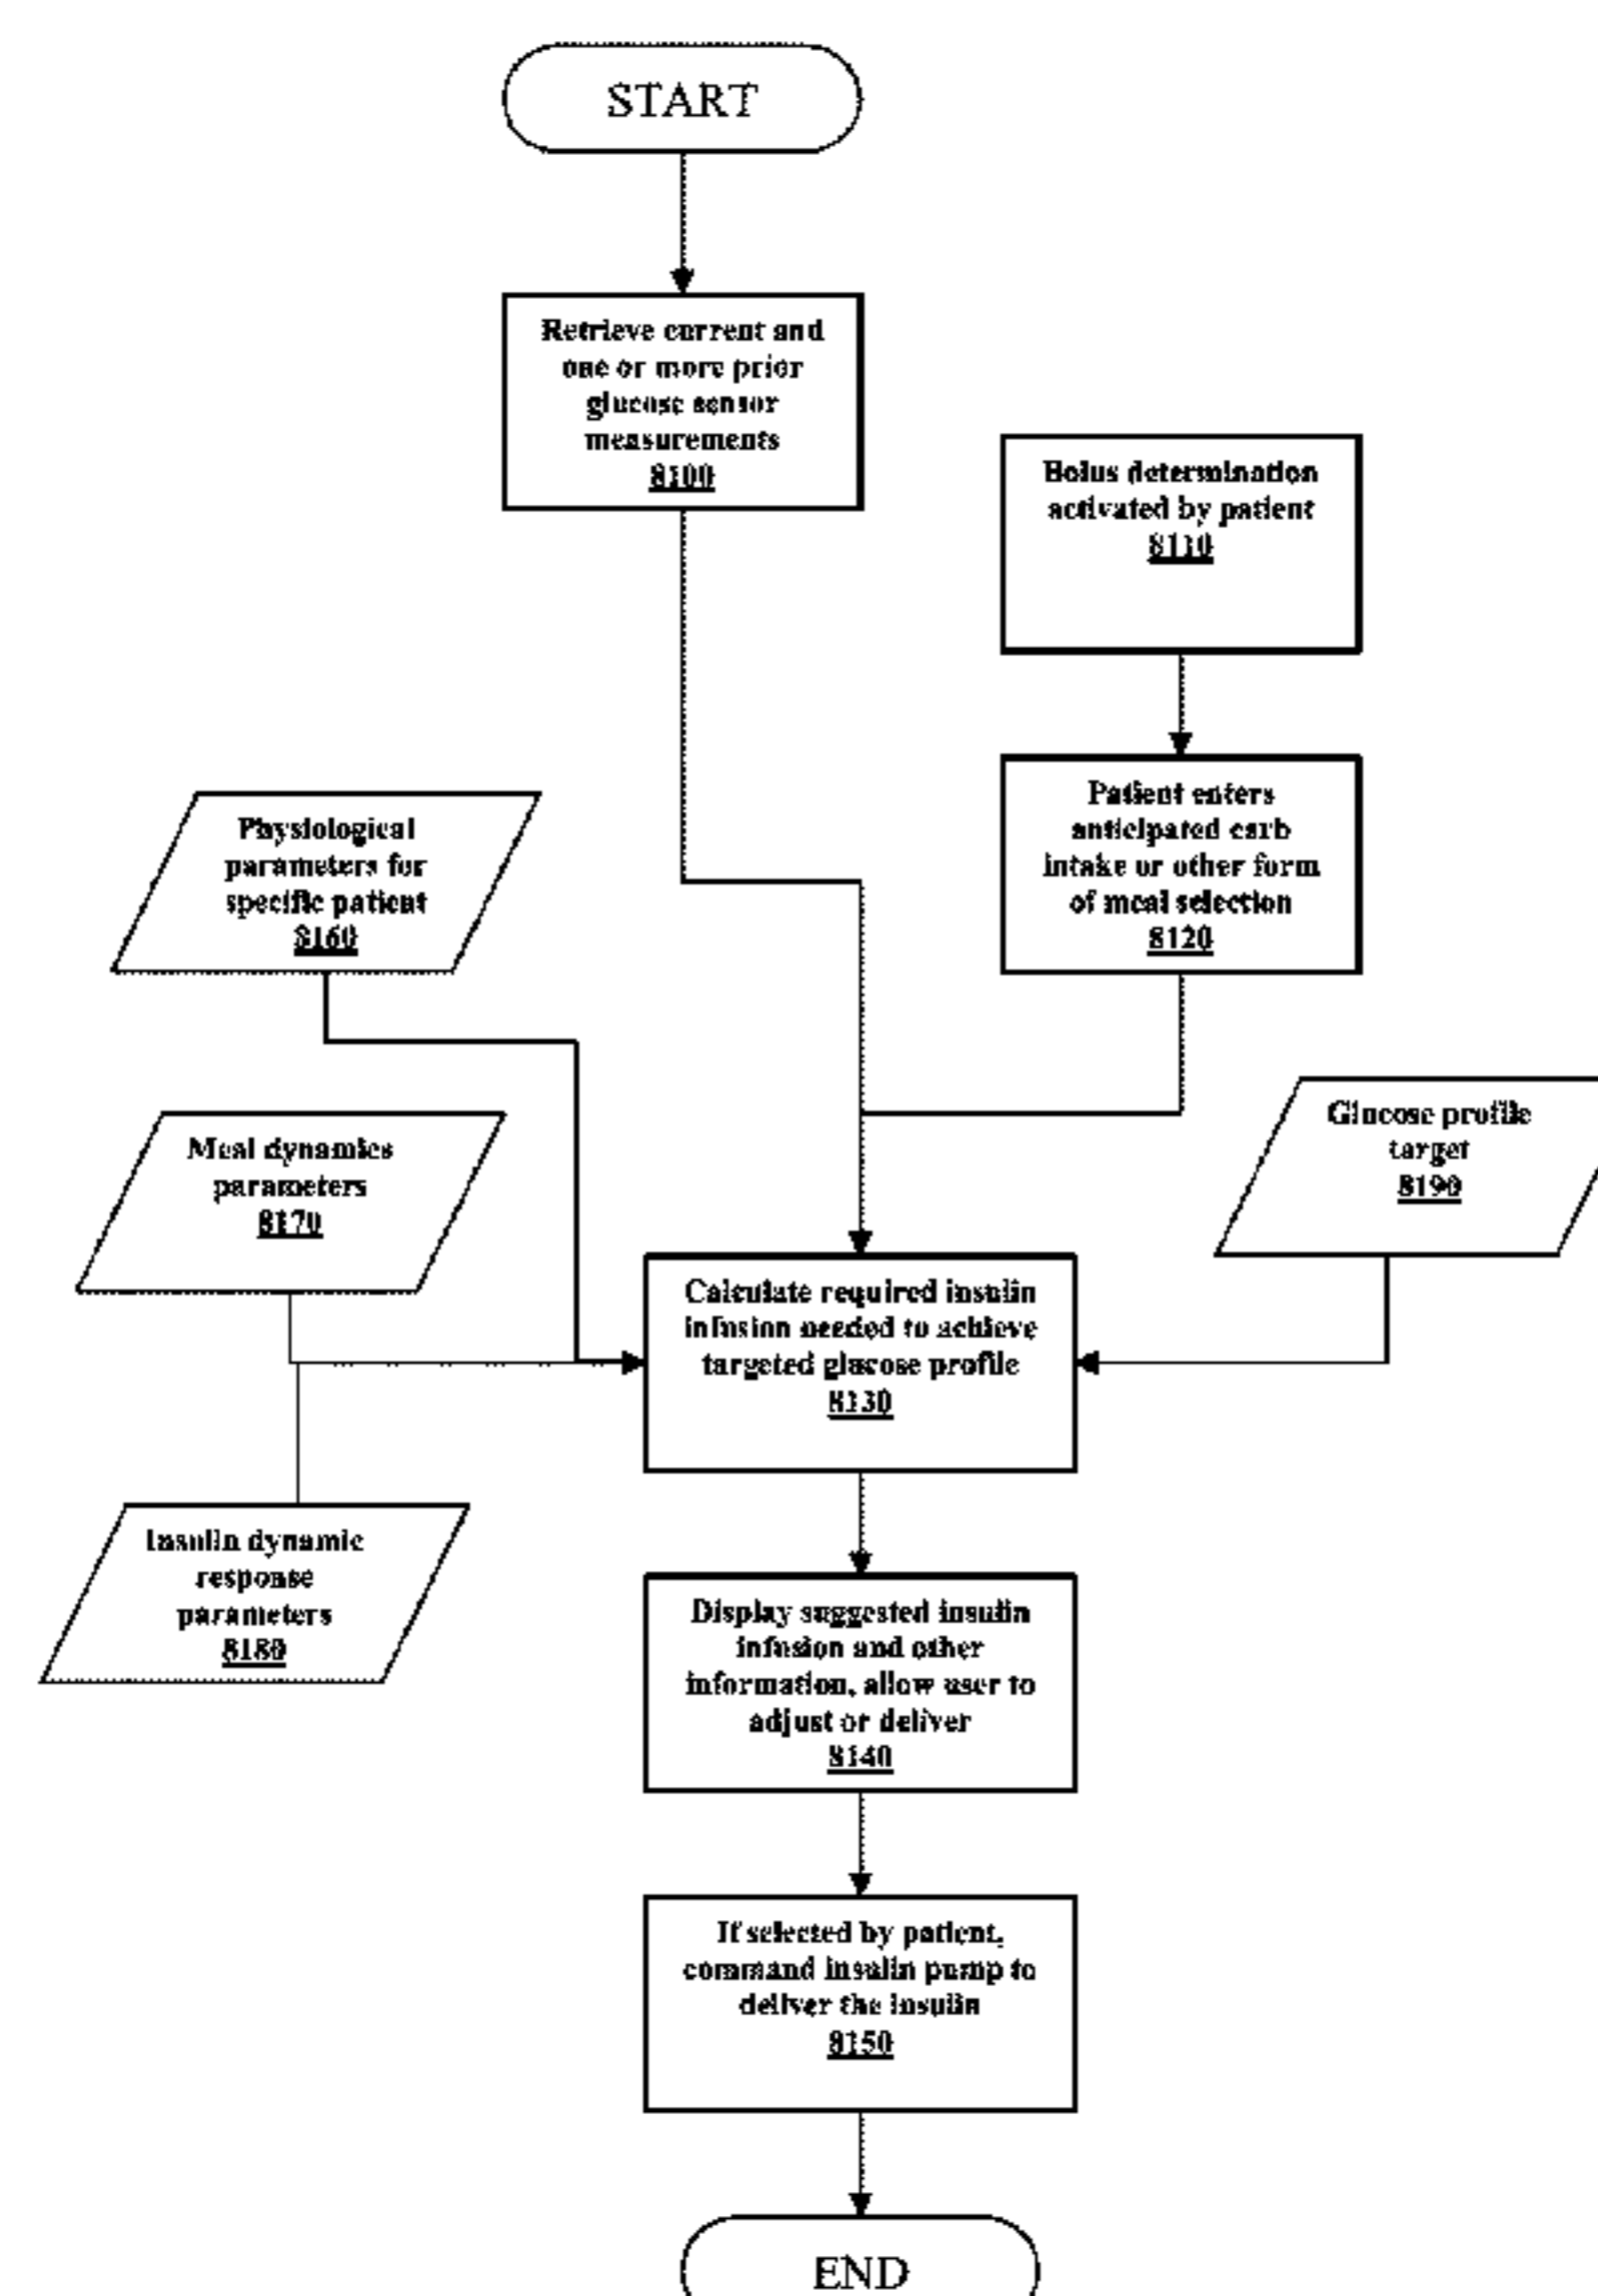 START
Retrieve current and
one or more prior
glucose sensor
measurements
8100
Bolus determination
activated by patient
8110
Patient enters
anticipated carb
intake or other form
of meal selection
8120
Physiological
parameters for
specific patient
8160
Meal dynamics
parameters
8170
Glucose profile
target
8190
Calculate required insulin
infusion needed to achieve
targeted glucose profile
8130
Insulin dynamic
response
parameters
8180
Display suggested insulin
infusion and other
information, allow user to
adjust or deliver
8140
If selected by patient,
command insulin pump to
deliver the insulin
8150
END